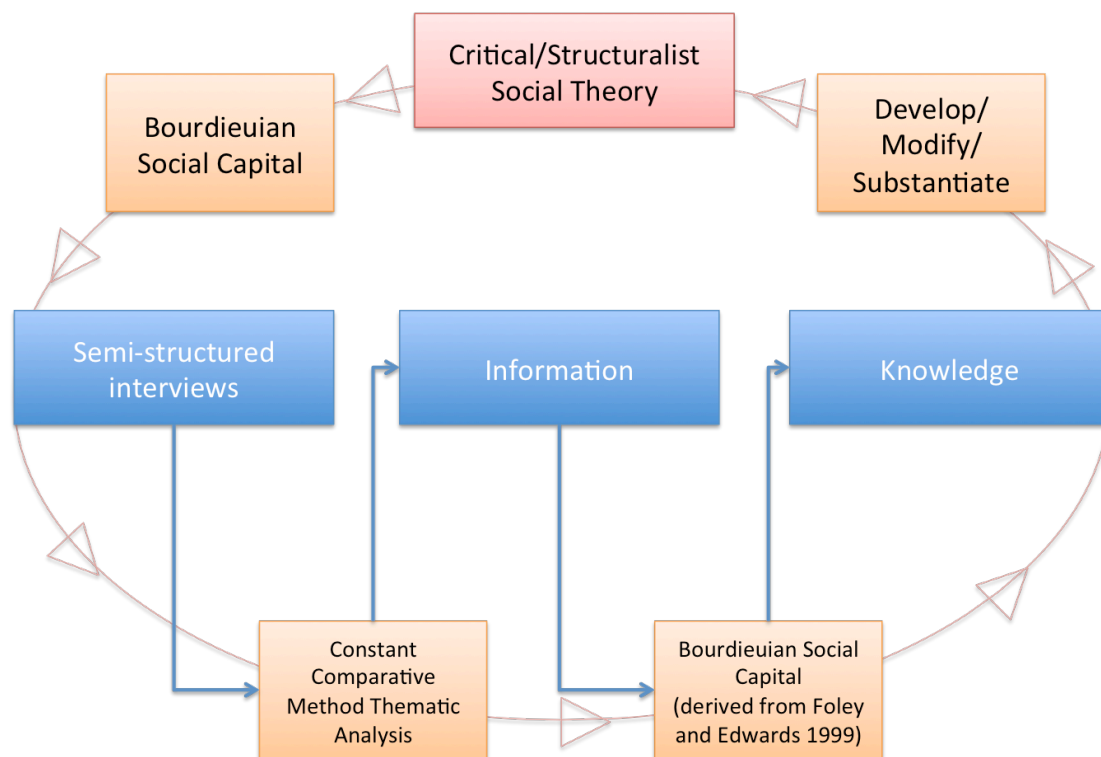 Critical/Structuralist
Social Theory
Bourdieuian
Social Capital
Develop/
Modify/
Substantiate
Semi-structured
interviews
Information
Knowledge
Constant
Comparative
Method Thematic
Analysis
Bourdieuian Social
Capital
(derived from Foley
and Edwards 1999)